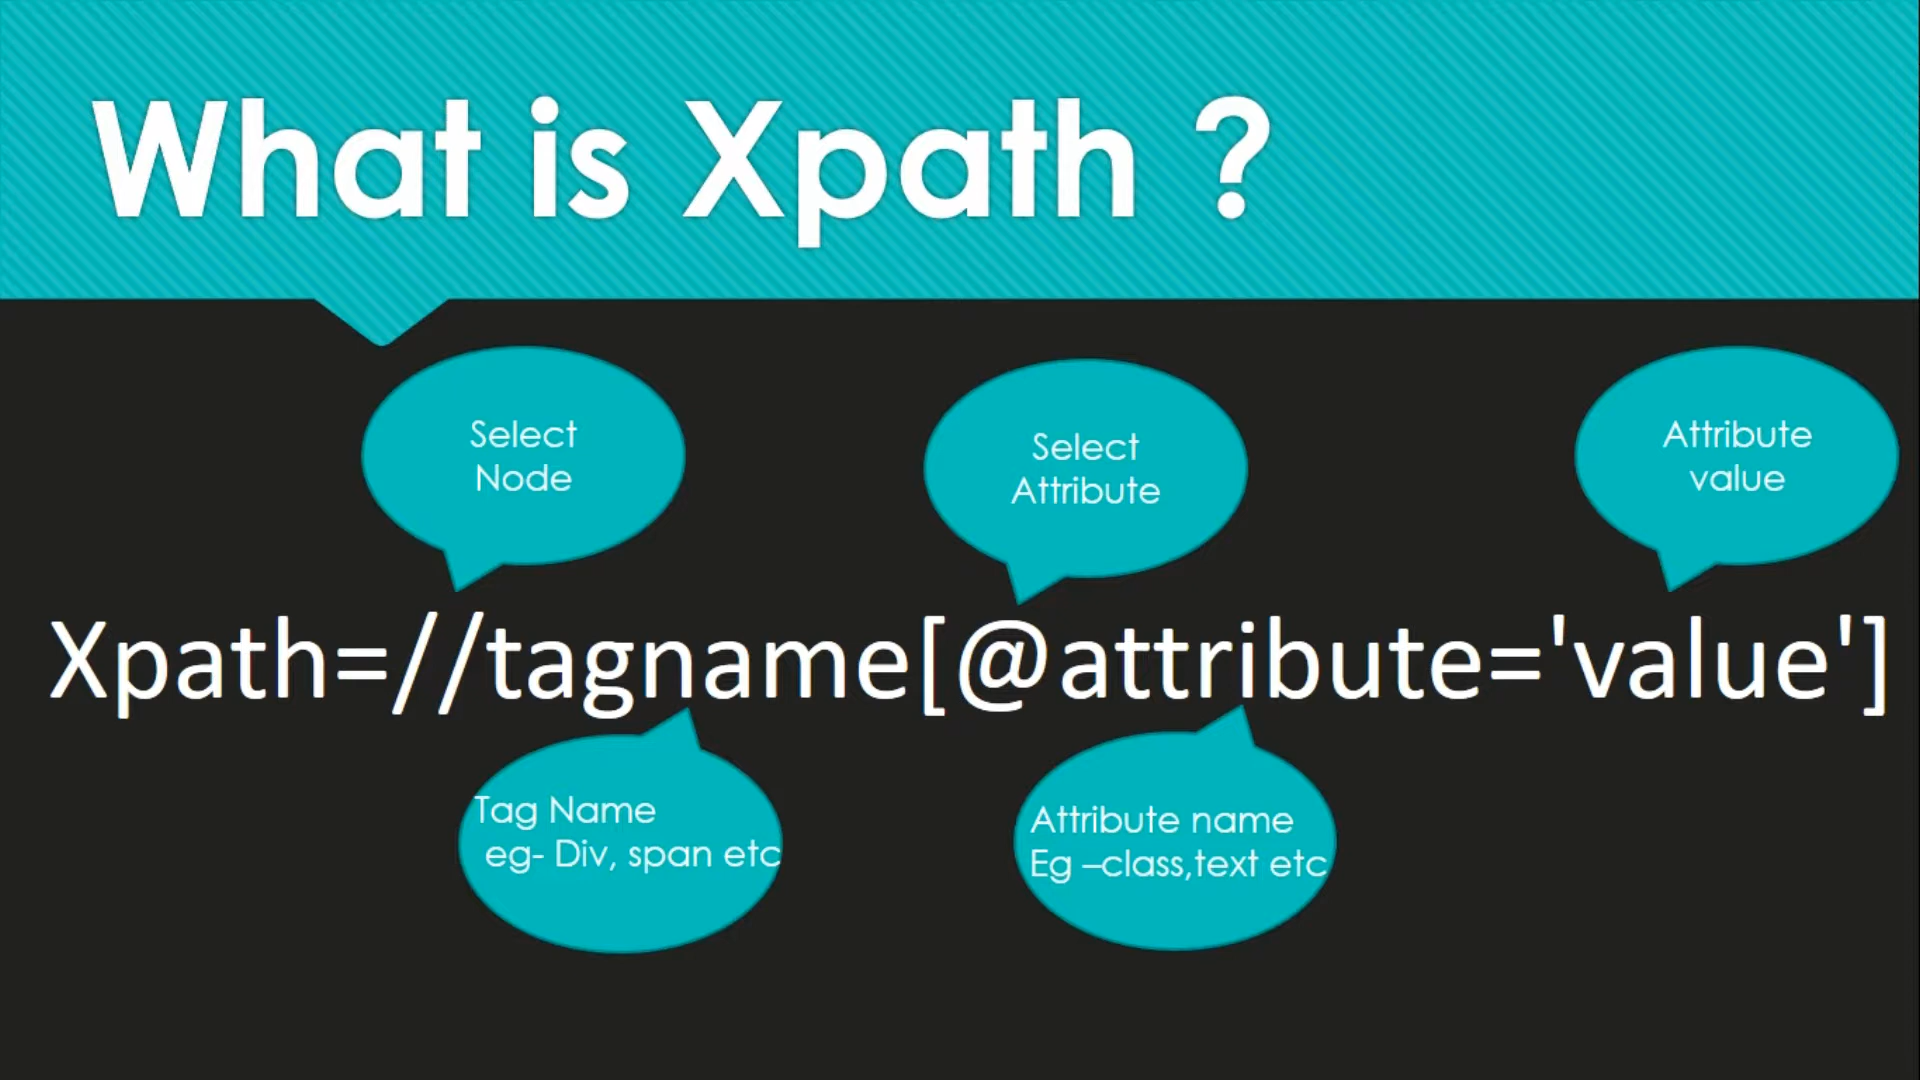 What is Xpath ?
Select
Node
Select
Attribute
Attribute
value
Xpath=//tagname[@attribute='value']
Tag Name
eg- Div, span etc
Attribute name
Eg –class,text etc